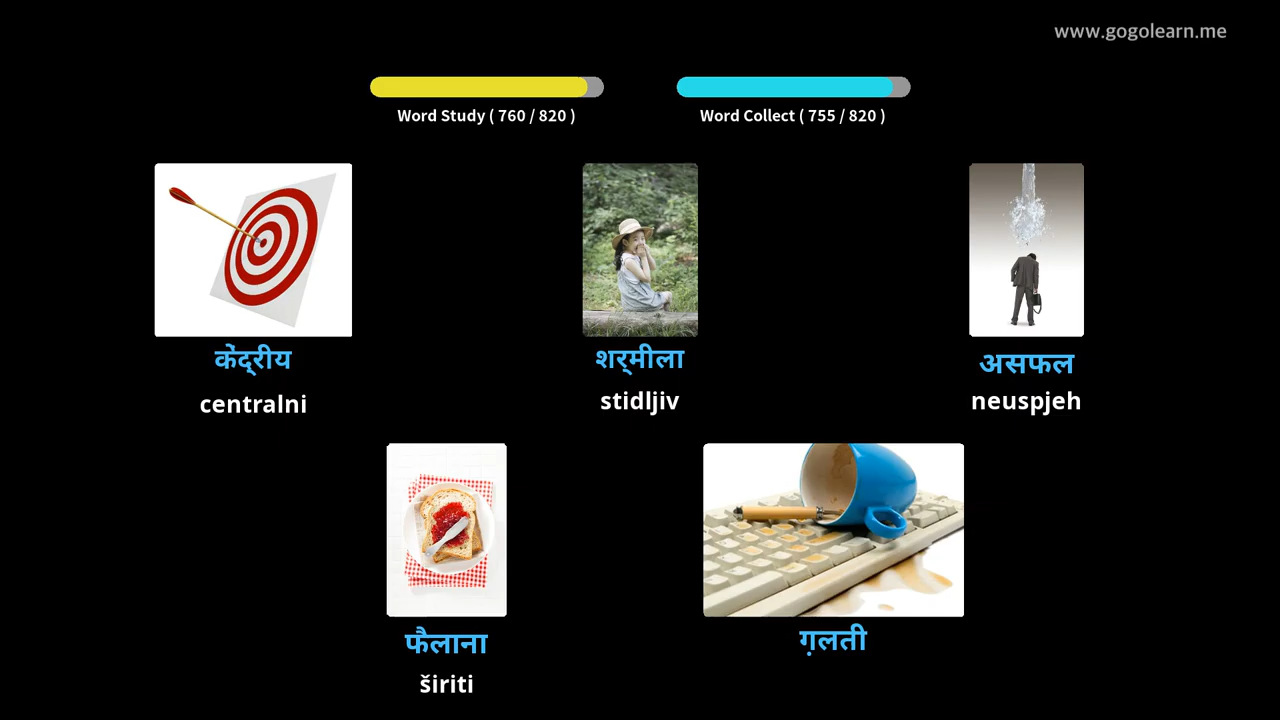 www.gogolearn.me
Word Study ( 760 / 820 )
Word Collect ( 755 / 820 )
केंद्रीय
शर्मीला
असफल
centralni
stidljiv
neuspjeh
फैलाना
ग़लती
širiti